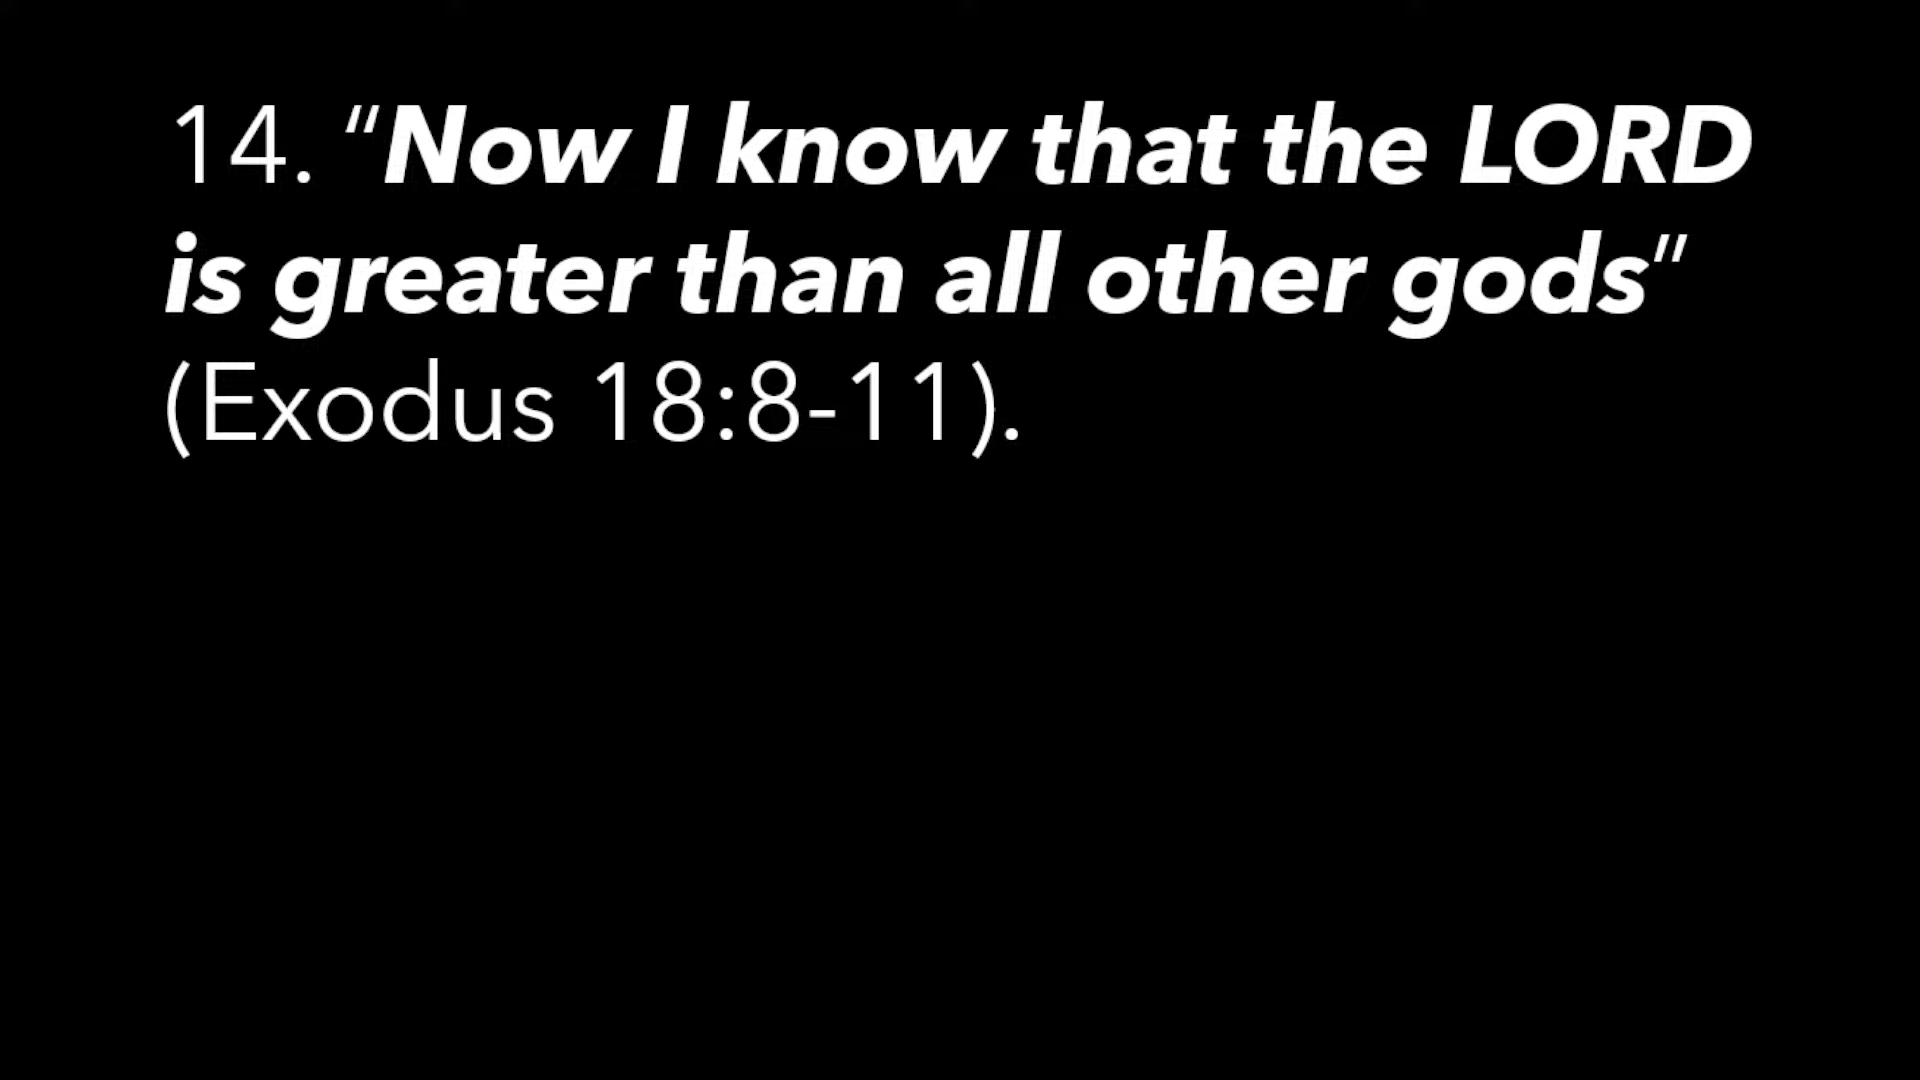 14. “Now I know that the LORD
is greater than all other gods”
(Exodus 18:8-11).